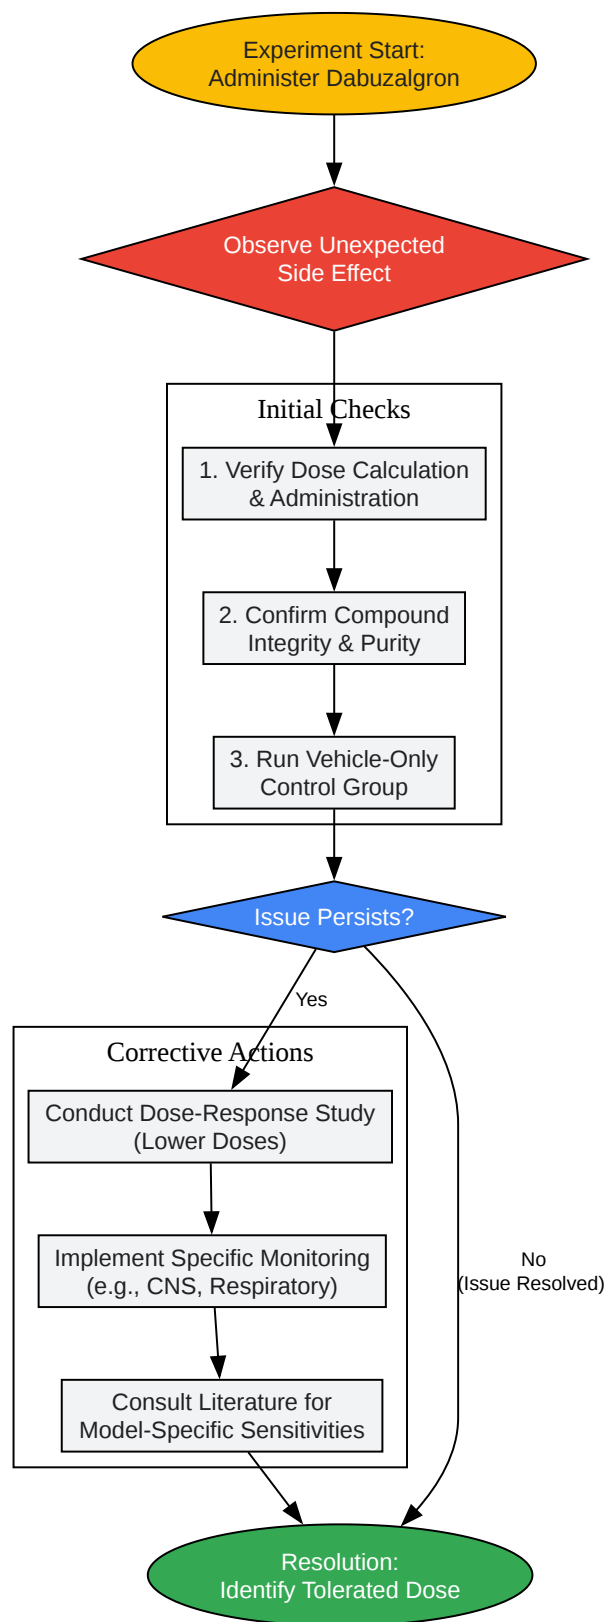 Experiment Start:
Administer Dabuzalgron
Observe Unexpected
Side Effect
Initial Checks
1. Verify Dose Calculation
& Administration
2. Confirm Compound
Integrity & Purity
3. Run Vehicle-Only
Control Group
Issue Persists?
Yes
Corrective Actions
Conduct Dose-Response Study
(Lower Doses)
Implement Specific Monitoring
(e.g., CNS, Respiratory)
No
(Issue Resolved)
Consult Literature for
Model-Specific Sensitivities
Resolution:
Identify Tolerated Dose